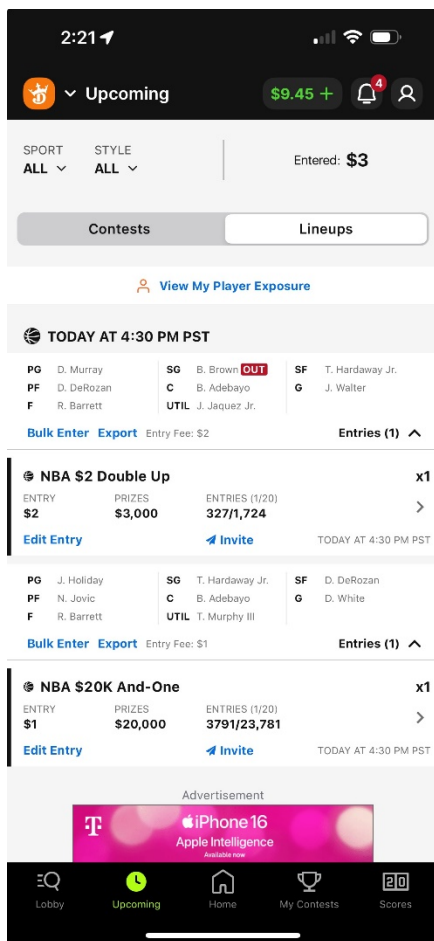 2:21
Upcoming
$9.45 +
4
SPORT
ALL
STYLE
ALL
Entered: $3
Contests
Lineups
View My Player Exposure
TODAY AT 4:30 PM PST
PG D. Murray SG B. Brown OUT SF T. Hardaway Jr.
PF D. DeRozan C B. Adebayo G J. Walter
F R. Barrett UTIL J. Jaquez Jr.
Bulk Enter Export Entry Fee: $2 Entries (1)
NBA $2 Double Up x1
ENTRY PRIZES ENTRIES (1/20)
$2 $3,000 327/1,724
Edit Entry Invite TODAY AT 4:30 PM PST
PG J. Holiday SG T. Hardaway Jr. SF D. DeRozan
PF N. Jovic C B. Adebayo G D. White
F R. Barrett UTIL T. Murphy III
Bulk Enter Export Entry Fee: $1 Entries (1)
NBA $20K And-One x1
ENTRY PRIZES ENTRIES (1/20)
$1 $20,000 3791/23,781
Edit Entry Invite TODAY AT 4:30 PM PST
Advertisement
T iPhone 16
Apple Intelligence
Available now
Lobby Upcoming Home My Contests Scores